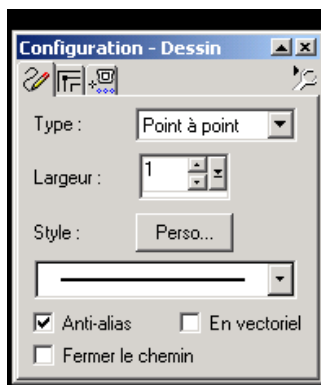 Configuration - Dessin
Type : Point à point
Largeur : 1
Style : Perso...
Anti-alias En vectoriel
Fermer le chemin